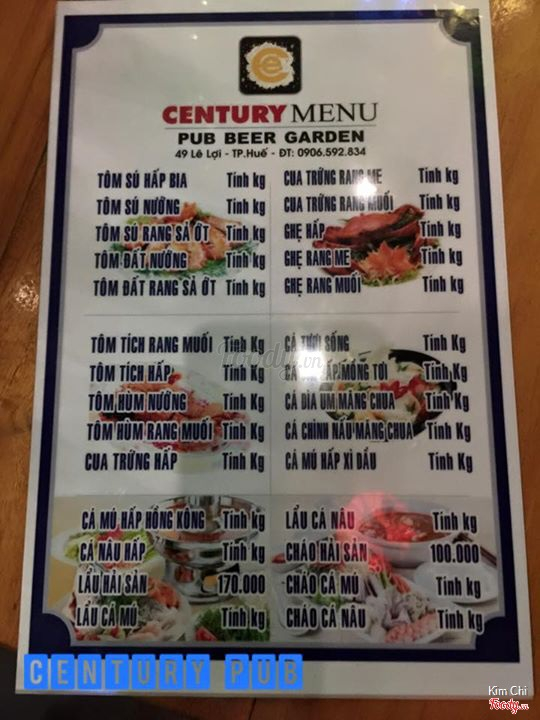 CENTURY MENU
PUB BEER GARDEN
49 Lê Lợi - TP.Huế - ĐT: 0906.592.834
TÔM SÚ HẤP BIA Tính kg
TÔM SÚ NƯỚNG Tính kg
TÔM SÚ RANG SẢ ỚT Tính kg
TÔM ĐẤT NƯỚNG Tính kg
TÔM ĐẤT RANG SẢ ỚT Tính kg
CUA TRỨNG RANG ME Tính kg
CUA TRỨNG RANG MUỐI Tính kg
GHẸ HẤP Tính kg
GHẸ RANG ME Tính kg
GHẸ RANG MUỐI Tính kg
TÔM TÍCH RANG MUỐI Tính Kg
TÔM TÍCH HẤP Tính Kg
TÔM HÙM NƯỚNG Tính Kg
TÔM HÙM RANG MUỐI Tính Kg
CUA TRỨNG HẤP Tính Kg
CÁ TƯƠI SỐNG Tính Kg
CÁ HẤP MỒNG TƠI Tính Kg
CÁ DÌA UM MĂNG CHUA Tính Kg
CÁ CHÌNH NẤU MĂNG CHUA Tính Kg
CÁ MÚ HẤP XÌ DẦU Tính Kg
CÁ MÚ HẤP HỒNG KÔNG Tính kg
CÁ NÂU HẤP Tính kg
LẨU HẢI SẢN 170.000
LẨU CÁ MÚ Tính kg
LẨU CÁ NÂU Tính kg
CHÁO HẢI SẢN 100.000
CHÁO CÁ MÚ Tính kg
CHÁO CÁ NÂU Tính kg
foody.vn
CENTURY PUB
Kim Chi
Foody.vn